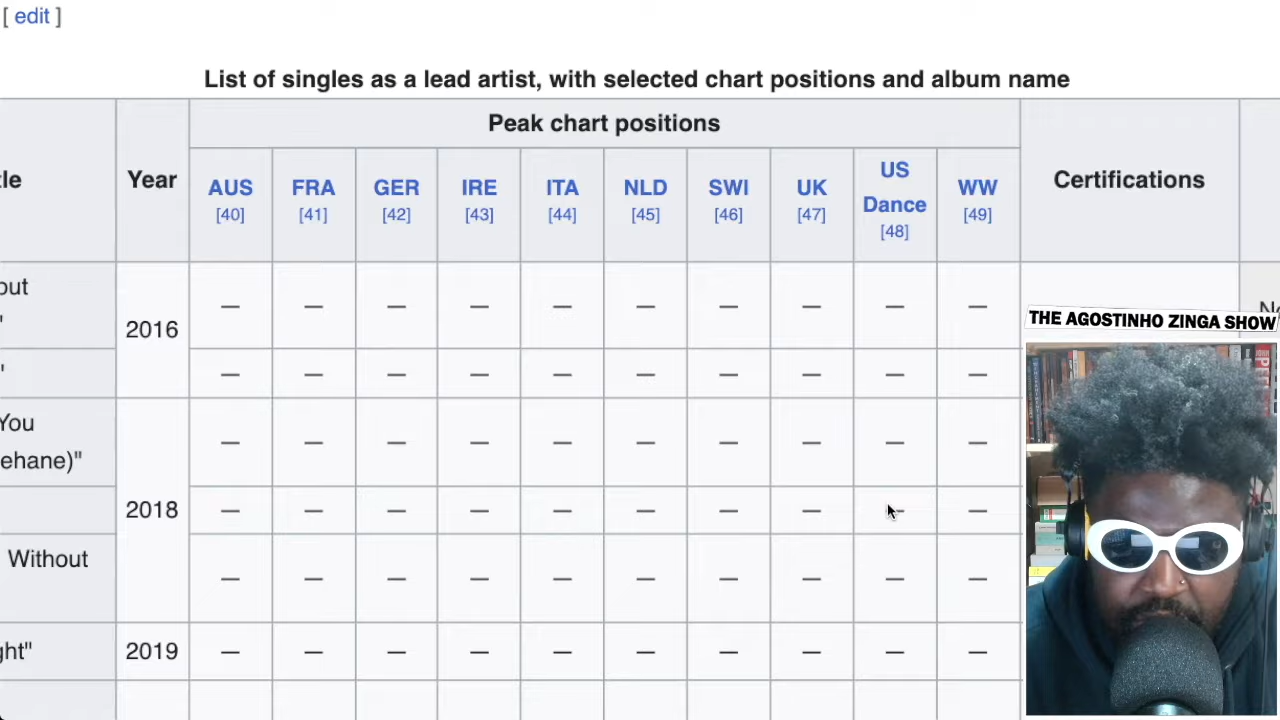 [ edit ]
List of singles as a lead artist, with selected chart positions and album name
Peak chart positions
tle Year AUS FRA GER IRE ITA NLD SWI UK US Dance WW Certifications
[40] [41] [42] [43] [44] [45] [46] [47] [48] [49]
out
"
2016 — — — — — — — — — —
" — — — — — — — — — —
THE AGOSTINHO ZINGA SHOW
You
ehane)" — — — — — — — — — —
2018 — — — — — — — — — —
Without — — — — — — — — — —
ght" 2019 — — — — — — — — — —